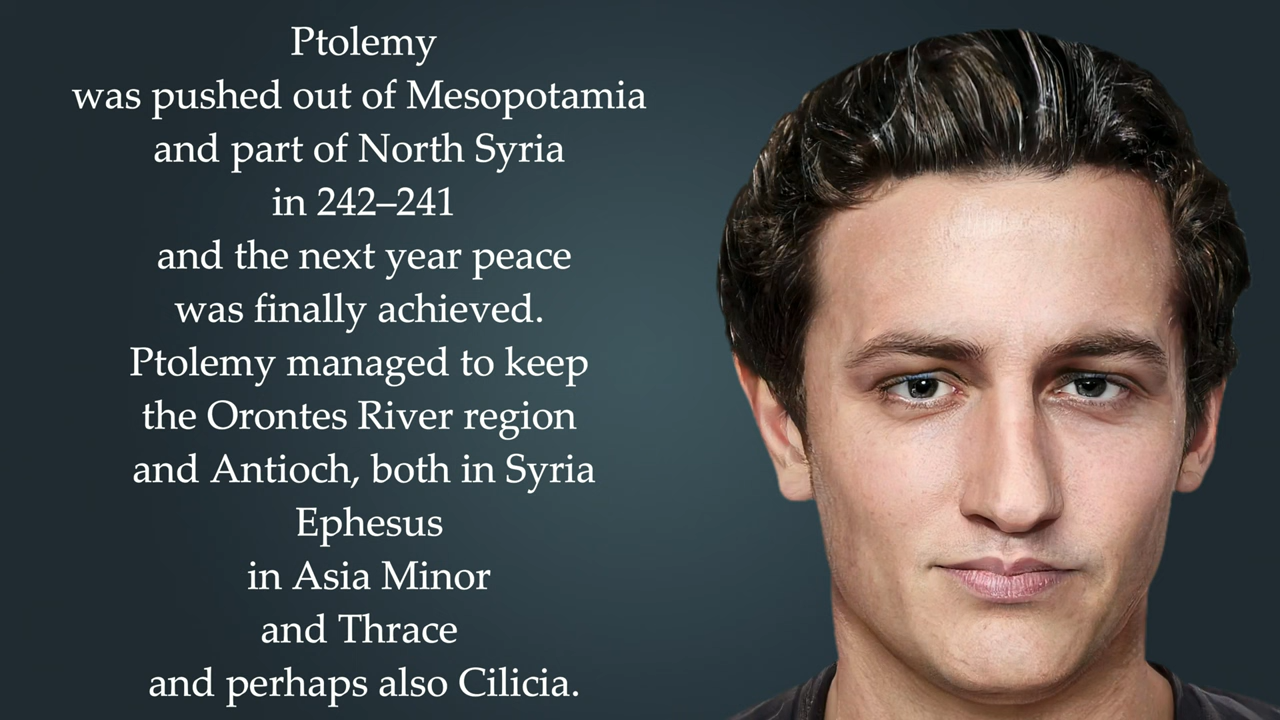 Ptolemy
was pushed out of Mesopotamia
and part of North Syria
in 242–241
and the next year peace
was finally achieved.
Ptolemy managed to keep
the Orontes River region
and Antioch, both in Syria
Ephesus
in Asia Minor
and Thrace
and perhaps also Cilicia.